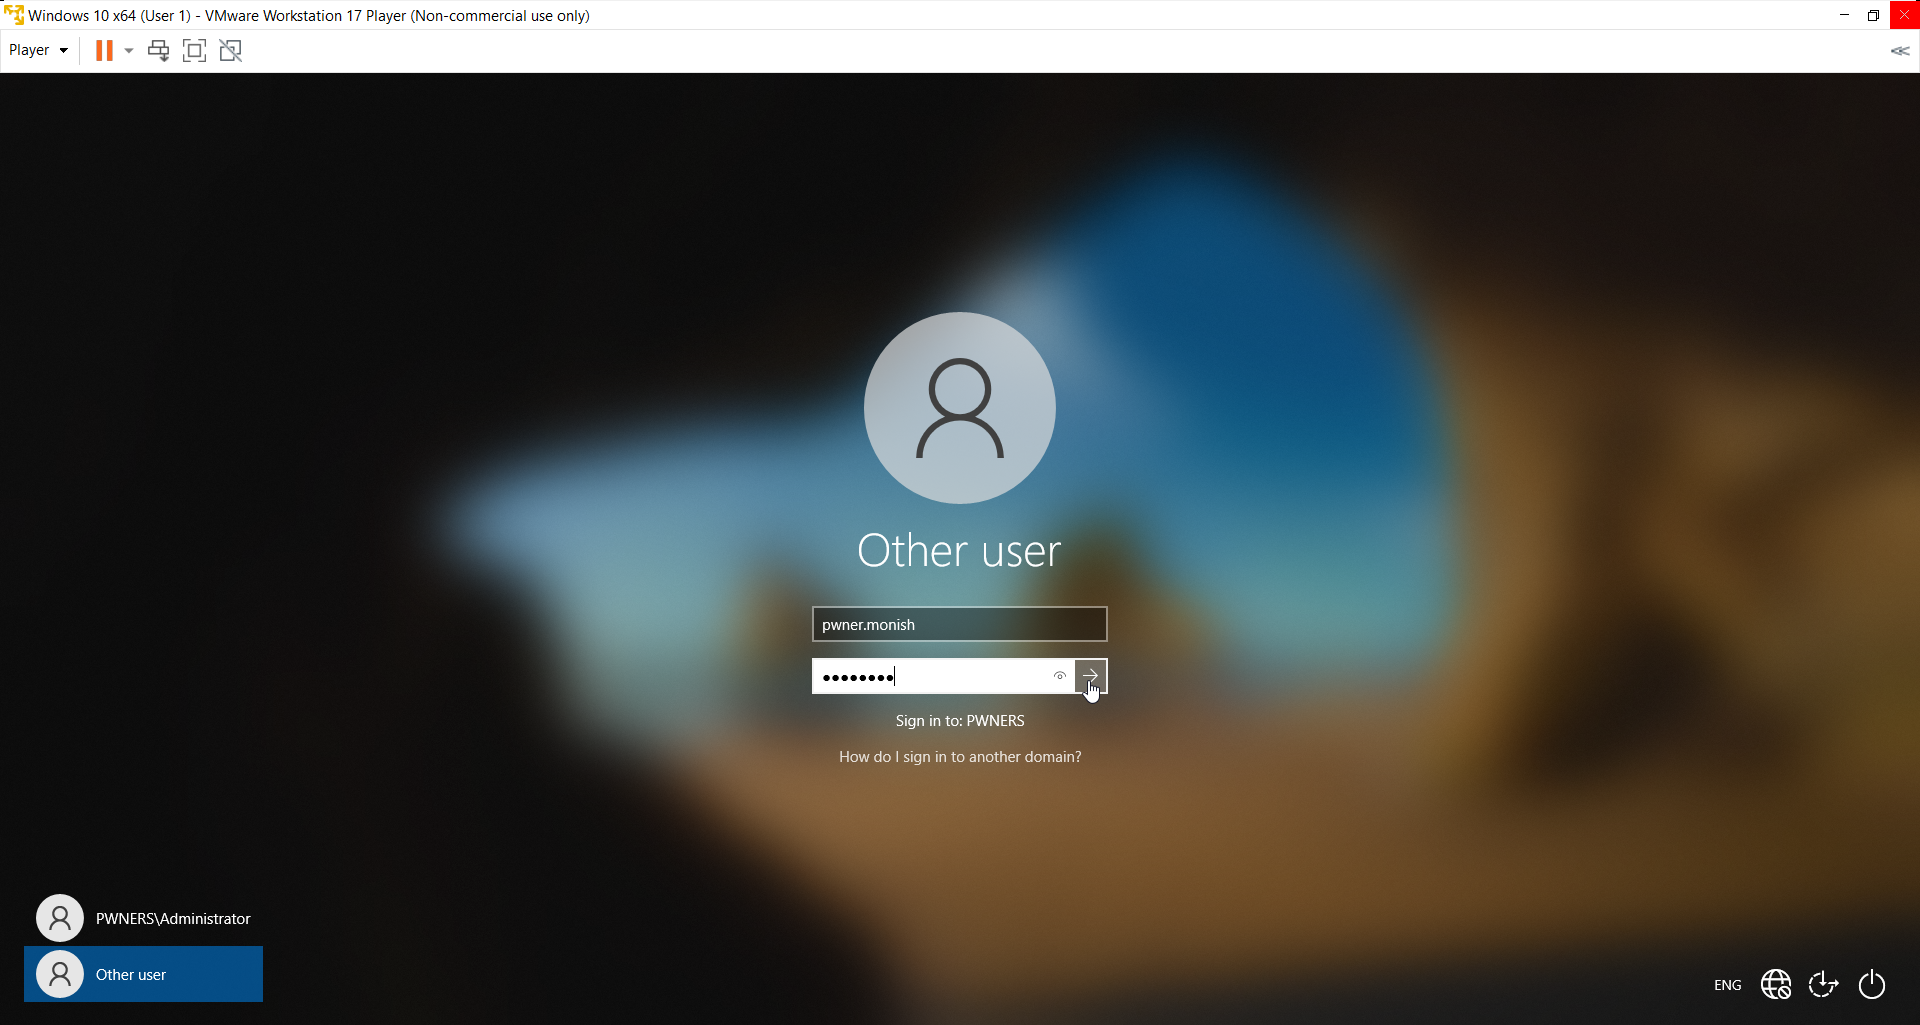 Windows 10 x64 (User 1) - VMware Workstation 17 Player (Non-commercial use only)
Player
Other user
pwner.monish
••••••••
Sign in to: PWNERS
How do I sign in to another domain?
PWNERS\Administrator
Other user
ENG